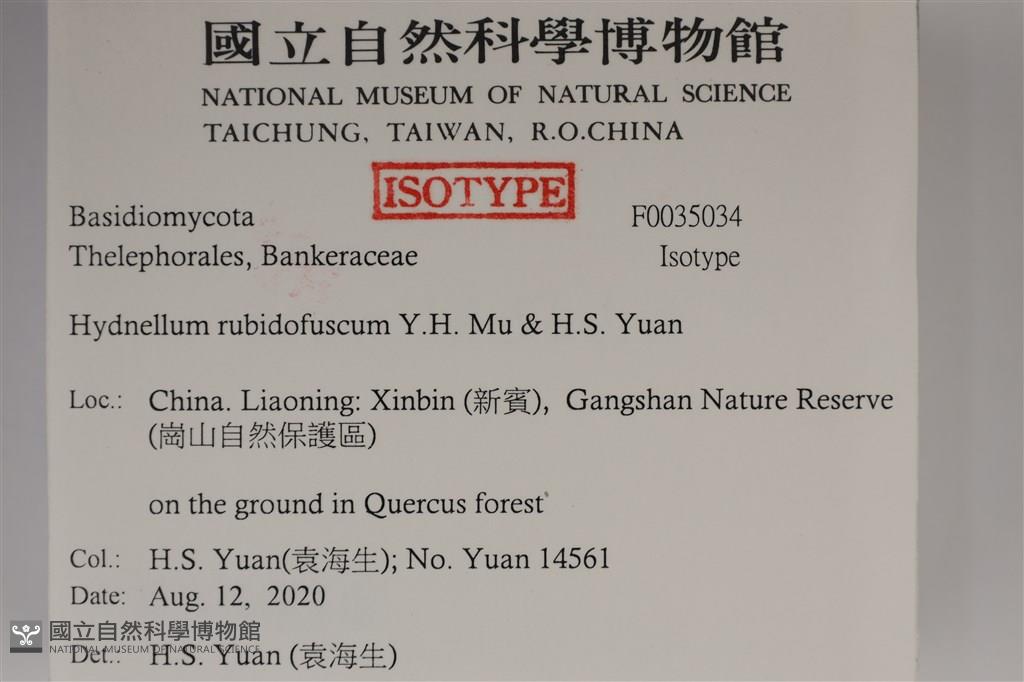 國立自然科學博物館
NATIONAL MUSEUM OF NATURAL SCIENCE
TAICHUNG, TAIWAN, R.O.CHINA
ISOTYPE
Basidiomycota F0035034
Thelephorales, Bankeraceae Isotype
Hydnellum rubidofuscum Y.H. Mu & H.S. Yuan
Loc.: China. Liaoning: Xinbin (新賓), Gangshan Nature Reserve
(崗山自然保護區)
on the ground in Quercus forest
Col.: H.S. Yuan(袁海生); No. Yuan 14561
Date: Aug. 12, 2020
Det.: H.S. Yuan (袁海生)
國立自然科學博物館
NATIONAL MUSEUM OF NATURAL SCIENCE